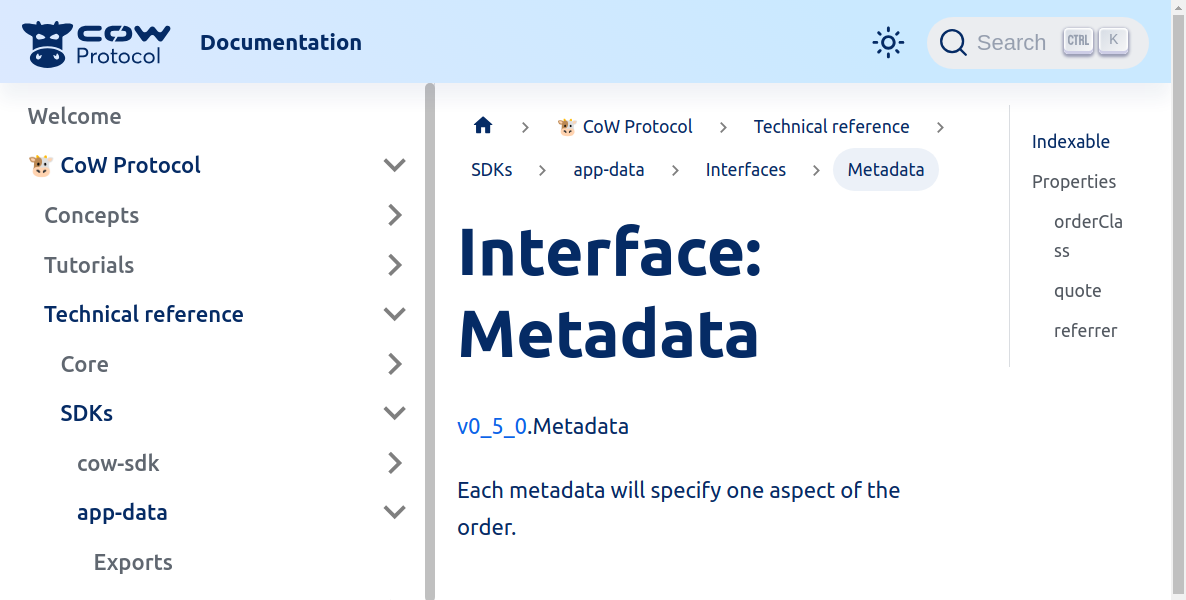 COW
Protocol
Documentation
Search
CTRL
K
Welcome
🐮 CoW Protocol
Concepts
Tutorials
Technical reference
Core
SDKs
cow-sdk
app-data
Exports
🐮 CoW Protocol
Technical reference
SDKs
app-data
Interfaces
Metadata
Interface:
Metadata
v0_5_0.Metadata
Each metadata will specify one aspect of the
order.
Indexable
Properties
orderCla
ss
quote
referrer